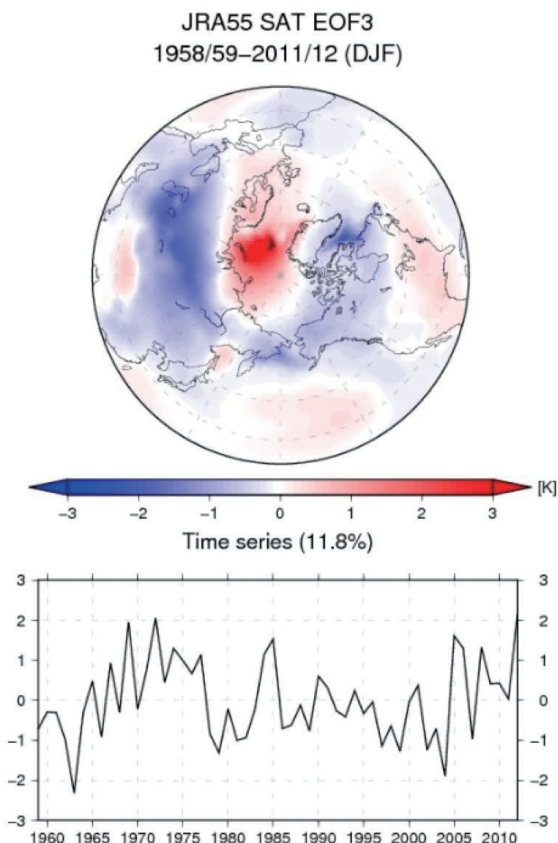 JRA55 SAT EOF3
1958/59−2011/12 (DJF)
−3 −2 −1 0 1 2 3 [K]
Time series (11.8%)
3 3
2 2
1 1
0 0
−1 −1
−2 −2
−3 −3
1960 1965 1970 1975 1980 1985 1990 1995 2000 2005 2010